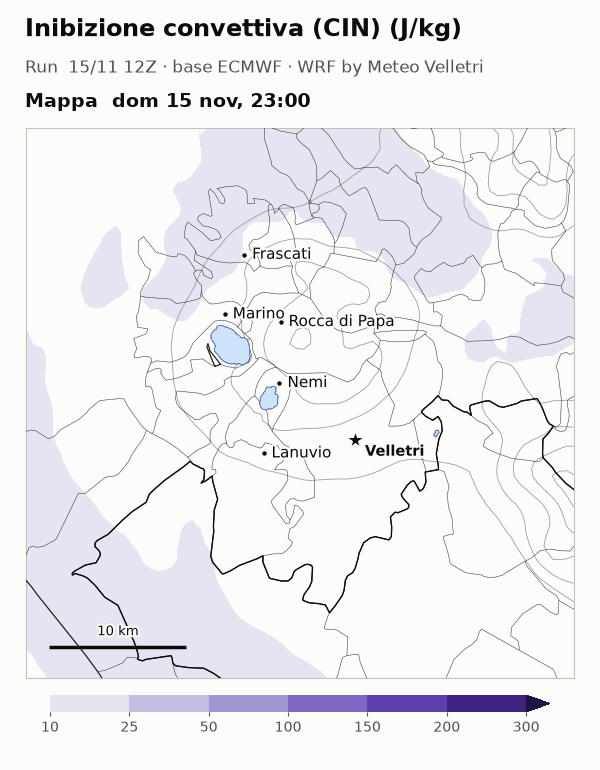 Inibizione convettiva (CIN) (J/kg)
Run  15/11 12Z · base ECMWF · WRF by Meteo Velletri
Mappa  dom 15 nov, 23:00
Frascati
Marino
Rocca di Papa
Nemi
Velletri
Lanuvio
10 km
10 25 50 100 150 200 300